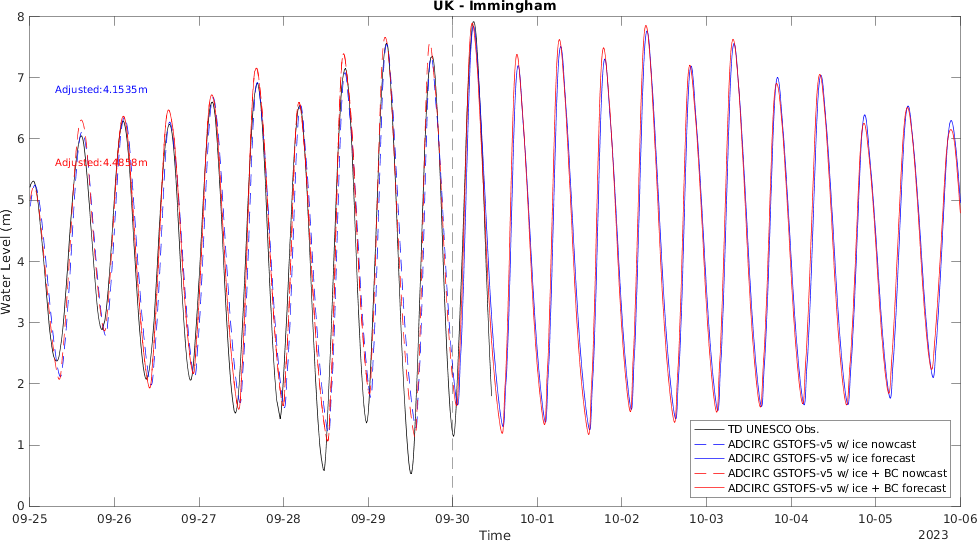 UK - Immingham
8
7
6
5
4
3
2
1
0
Water Level (m)
Adjusted:4.1535m
Adjusted:4.4858m
TD UNESCO Obs.
ADCIRC GSTOFS-v5 w/ ice nowcast
ADCIRC GSTOFS-v5 w/ ice forecast
ADCIRC GSTOFS-v5 w/ ice + BC nowcast
ADCIRC GSTOFS-v5 w/ ice + BC forecast
09-25 09-26 09-27 09-28 09-29 09-30 10-01 10-02 10-03 10-04 10-05 10-06
Time
2023